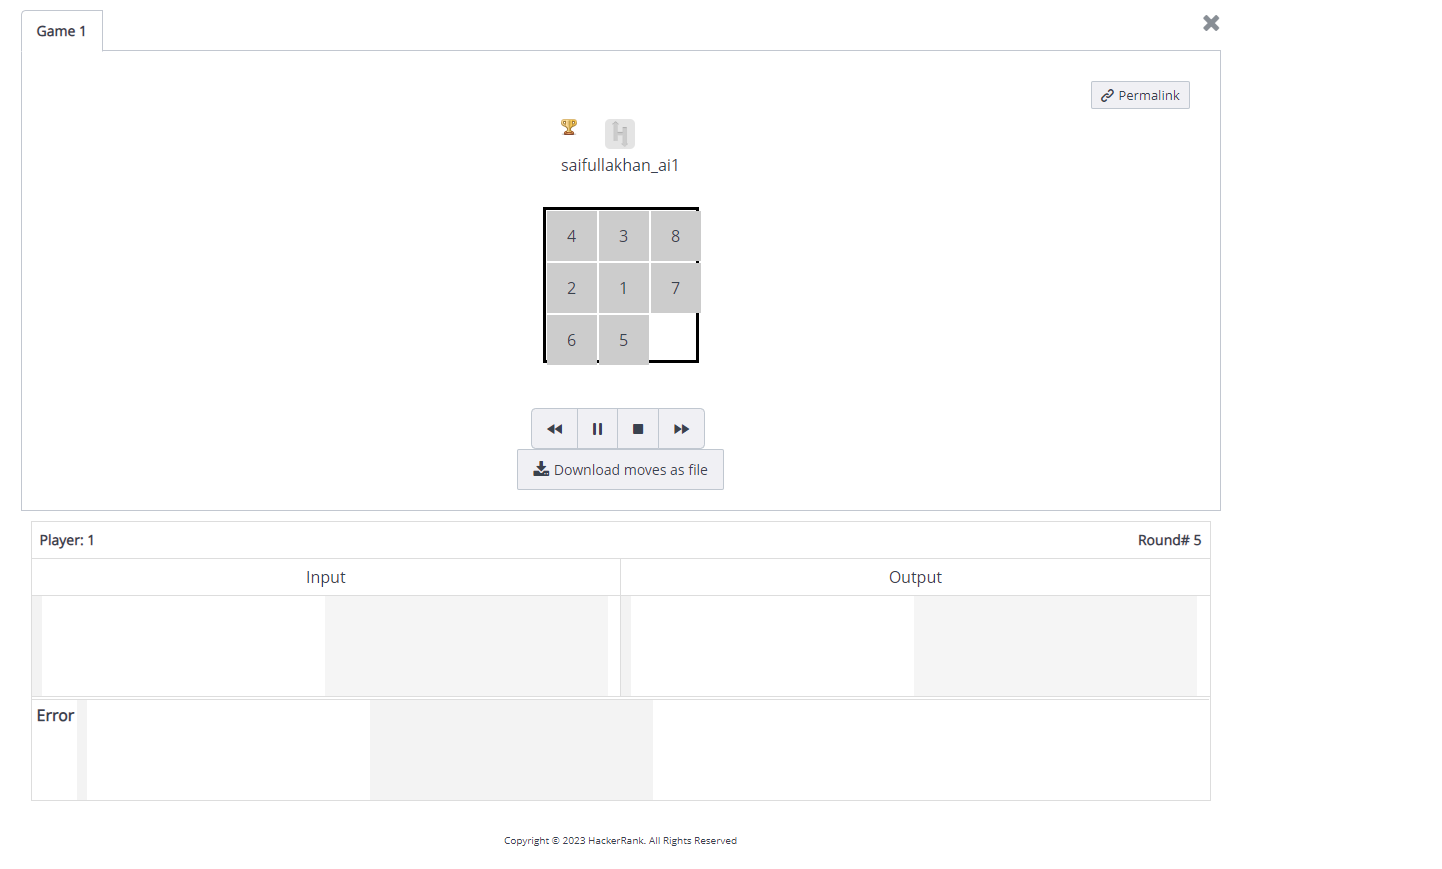 Game 1
Permalink
saifullakhan_ai1
4 3 8
2 1 7
6 5
Download moves as file
Player: 1 Round# 5
Input Output
Error
Copyright © 2023 HackerRank. All Rights Reserved